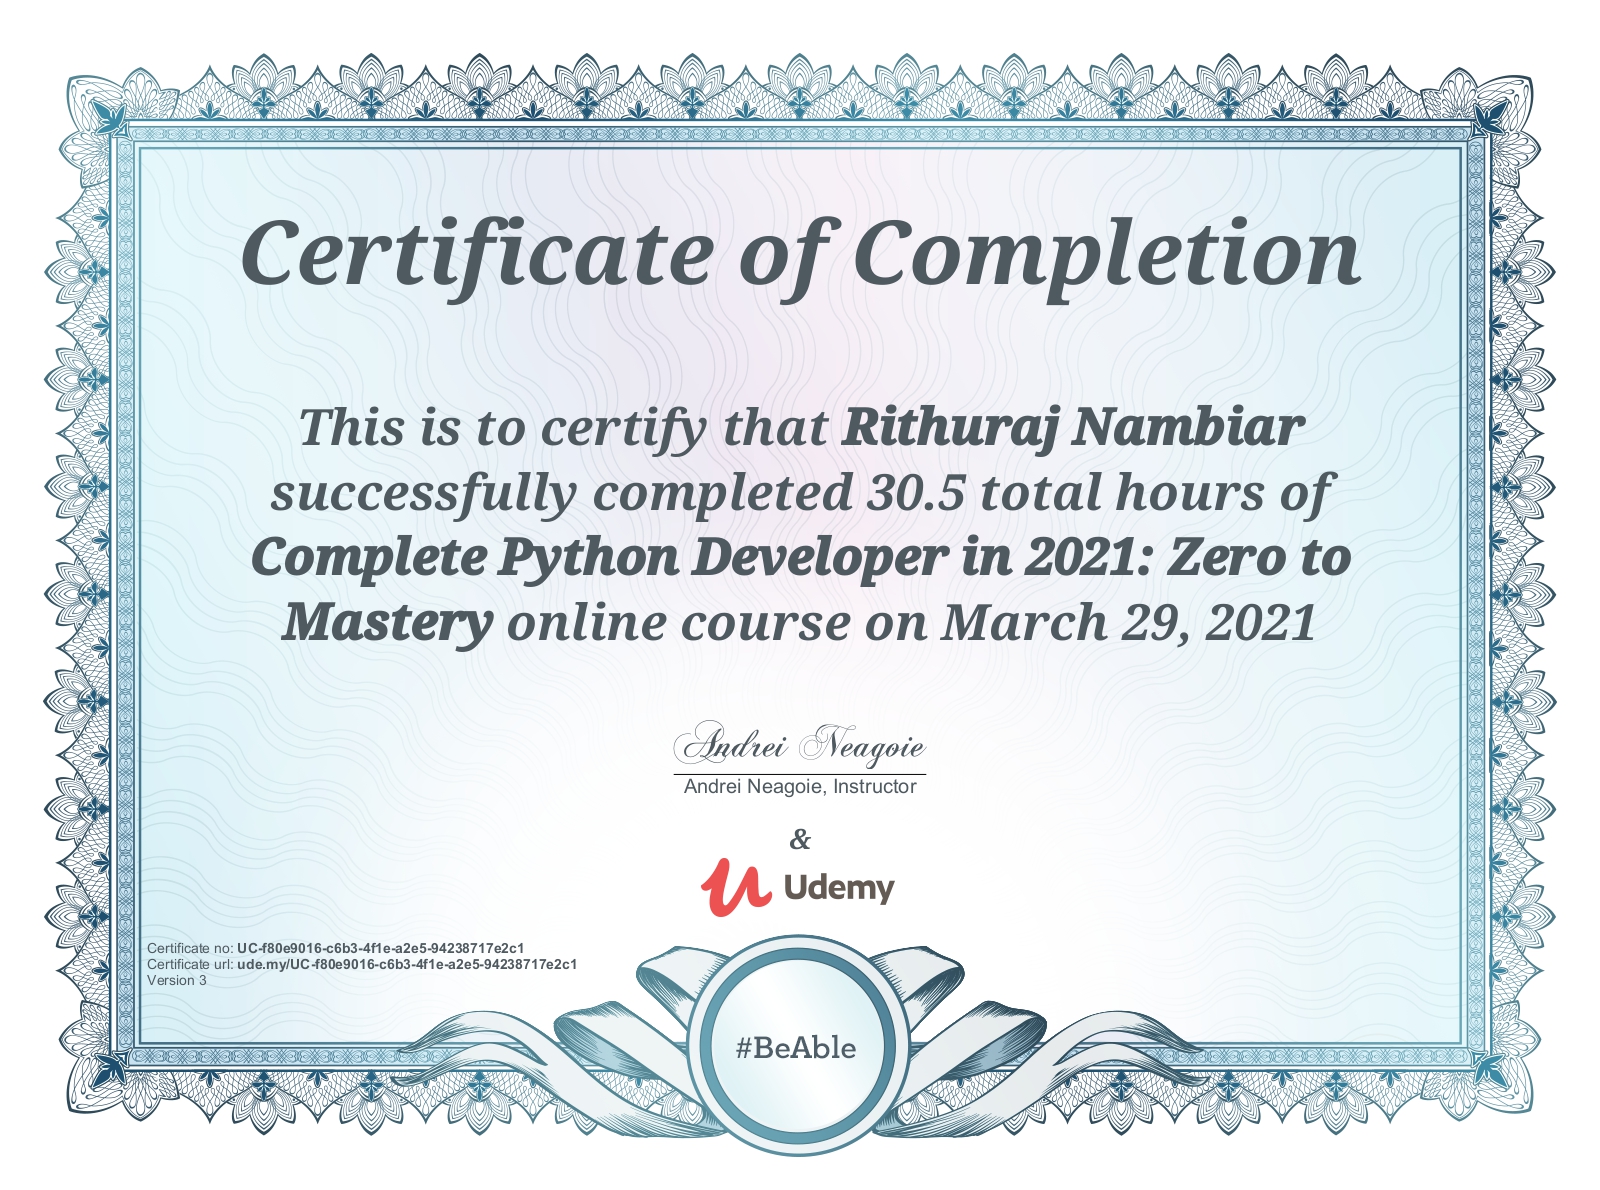 Certificate of Completion
This is to certify that Rithuraj Nambiar
successfully completed 30.5 total hours of
Complete Python Developer in 2021: Zero to
Mastery online course on March 29, 2021
Andrei Neagoie
Andrei Neagoie, Instructor
&
Udemy
Certificate no: UC-f80e9016-c6b3-4f1e-a2e5-94238717e2c1
Certificate url: ude.my/UC-f80e9016-c6b3-4f1e-a2e5-94238717e2c1
Version 3
#BeAble